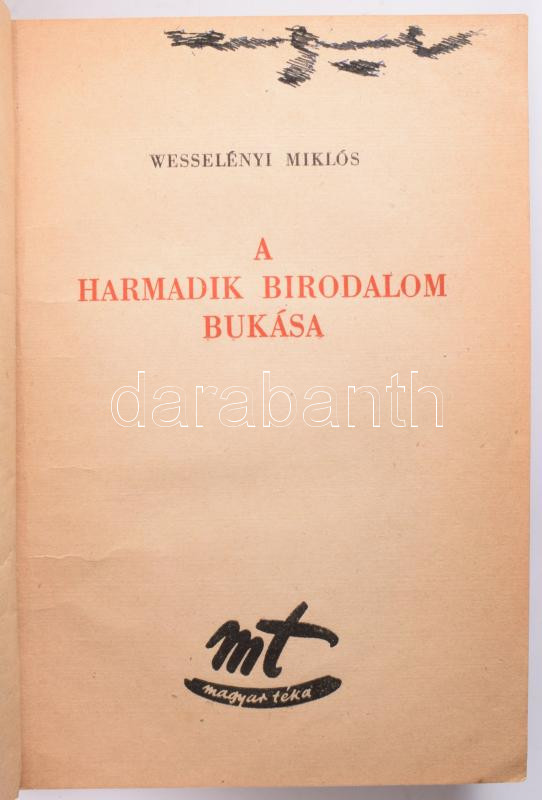 WESSELÉNYI MIKLÓS
A
HARMADIK BIRODALOM
BUKÁSA
darabanth
mt
magyar téka